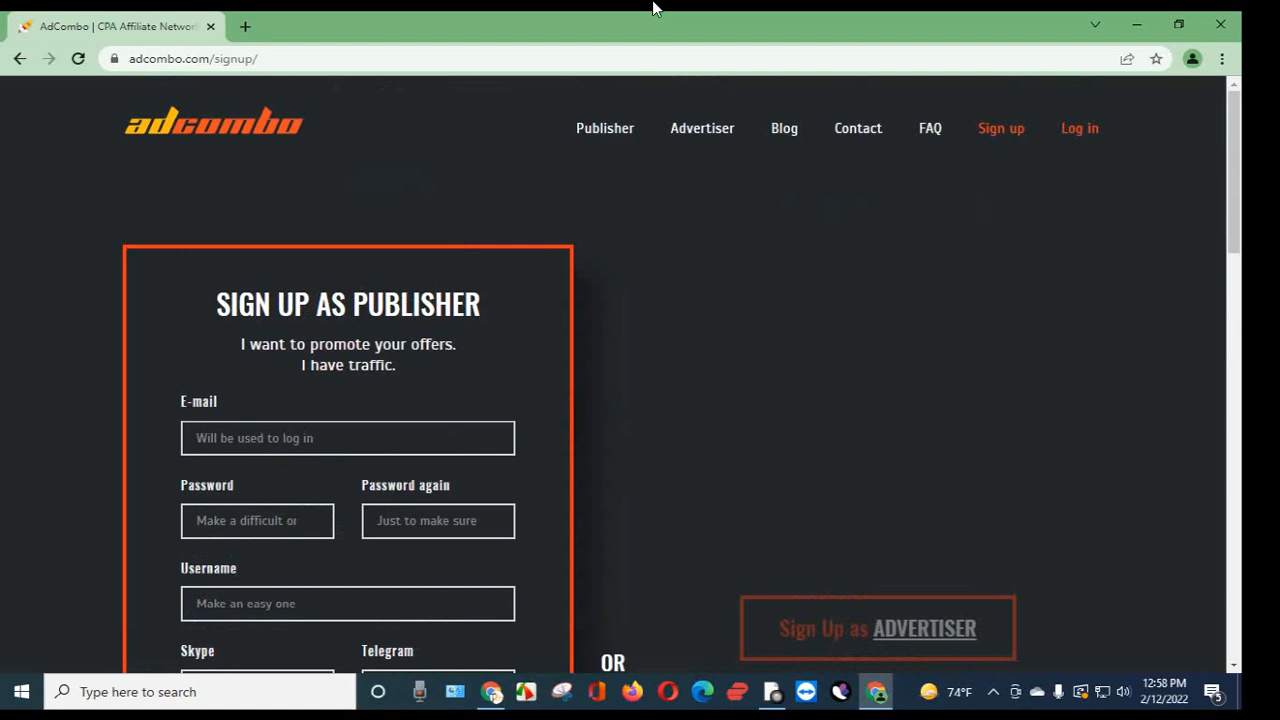 AdCombo | CPA Affiliate Networ
adcombo.com/signup/
adcombo
Publisher
Advertiser
Blog
Contact
FAQ
Sign up
Log in
SIGN UP AS PUBLISHER
I want to promote your offers.
I have traffic.
E-mail
Will be used to log in
Password
Password again
Make a difficult or
Just to make sure
Username
Make an easy one
Skype
Telegram
OR
Sign Up as ADVERTISER
Type here to search
74°F
12:58 PM
2/12/2022
5